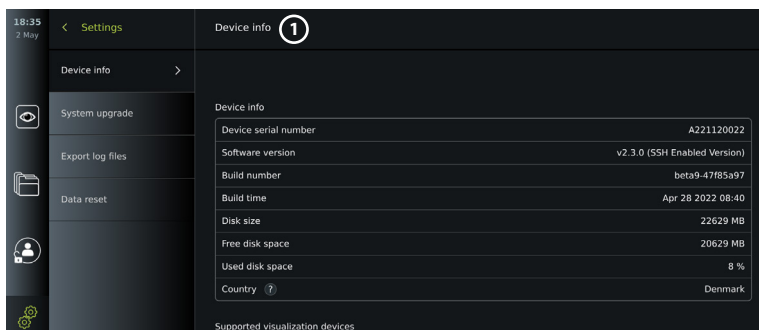 18:35
2 May
Settings
Device info
1
Device info
System upgrade
Export log files
Data reset
Device info
Device serial number A221120022
Software version v2.3.0 (SSH Enabled Version)
Build number beta9-47f85a97
Build time Apr 28 2022 08:40
Disk size 22629 MB
Free disk space 20629 MB
Used disk space 8 %
Country ? Denmark
Supported visualization devices